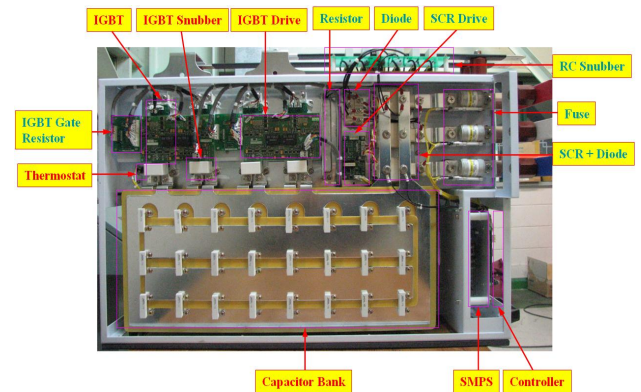 IGBT
IGBT Snubber
IGBT Drive
Resistor
Diode
SCR Drive
RC Snubber
IGBT Gate
Resistor
Fuse
Thermostat
SCR + Diode
Capacitor Bank
SMPS
Controller